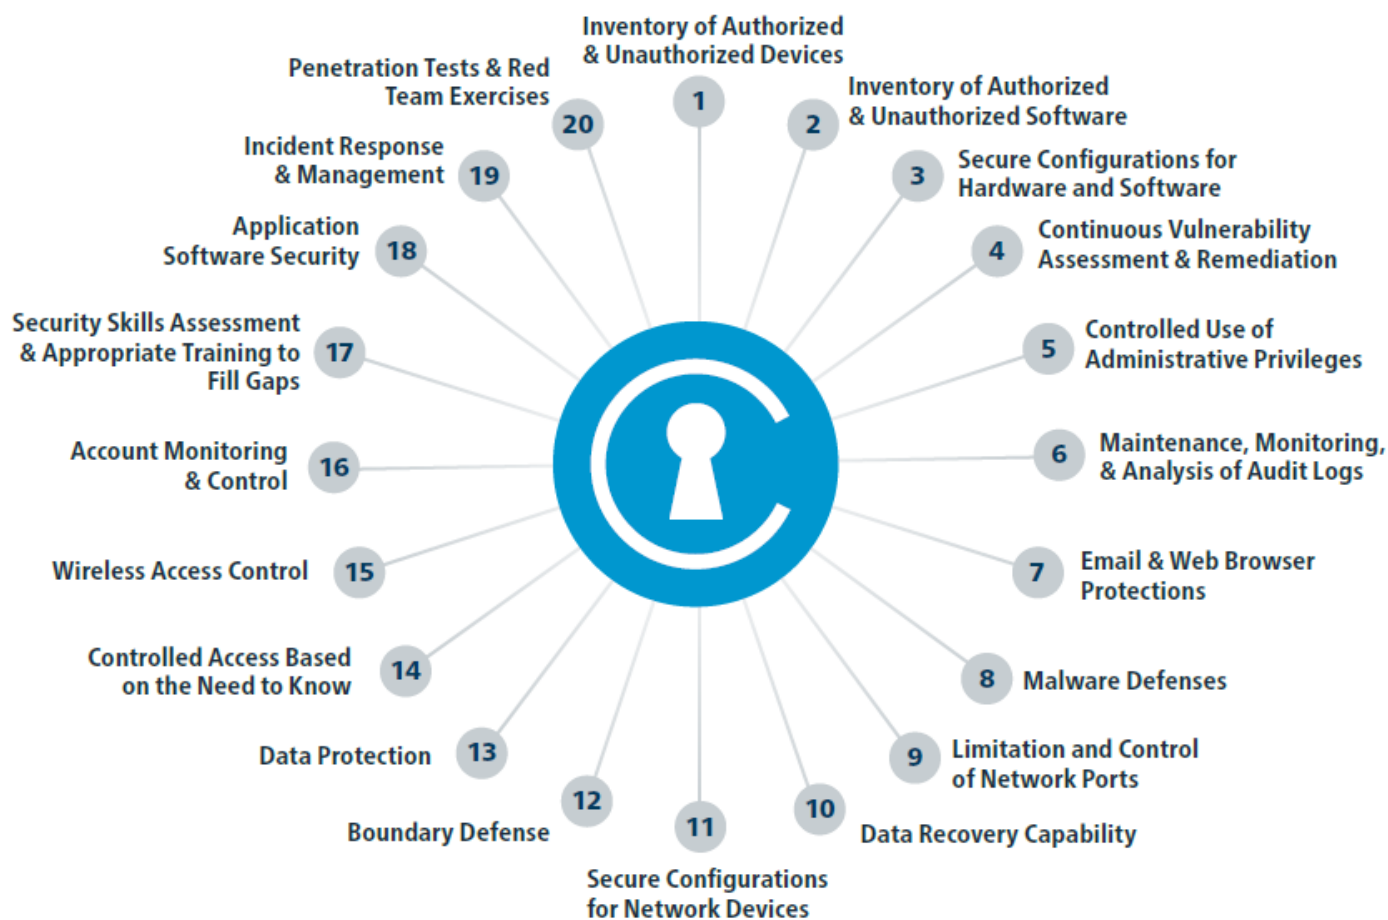 1
Inventory of Authorized
& Unauthorized Devices
2
Inventory of Authorized
& Unauthorized Software
3
Secure Configurations for
Hardware and Software
4
Continuous Vulnerability
Assessment & Remediation
5
Controlled Use of
Administrative Privileges
6
Maintenance, Monitoring,
& Analysis of Audit Logs
7
Email & Web Browser
Protections
8
Malware Defenses
9
Limitation and Control
of Network Ports
10
Data Recovery Capability
11
Secure Configurations
for Network Devices
12
Boundary Defense
13
Data Protection
14
Controlled Access Based
on the Need to Know
15
Wireless Access Control
16
Account Monitoring
& Control
17
Security Skills Assessment
& Appropriate Training to
Fill Gaps
18
Application
Software Security
19
Incident Response
& Management
20
Penetration Tests & Red
Team Exercises